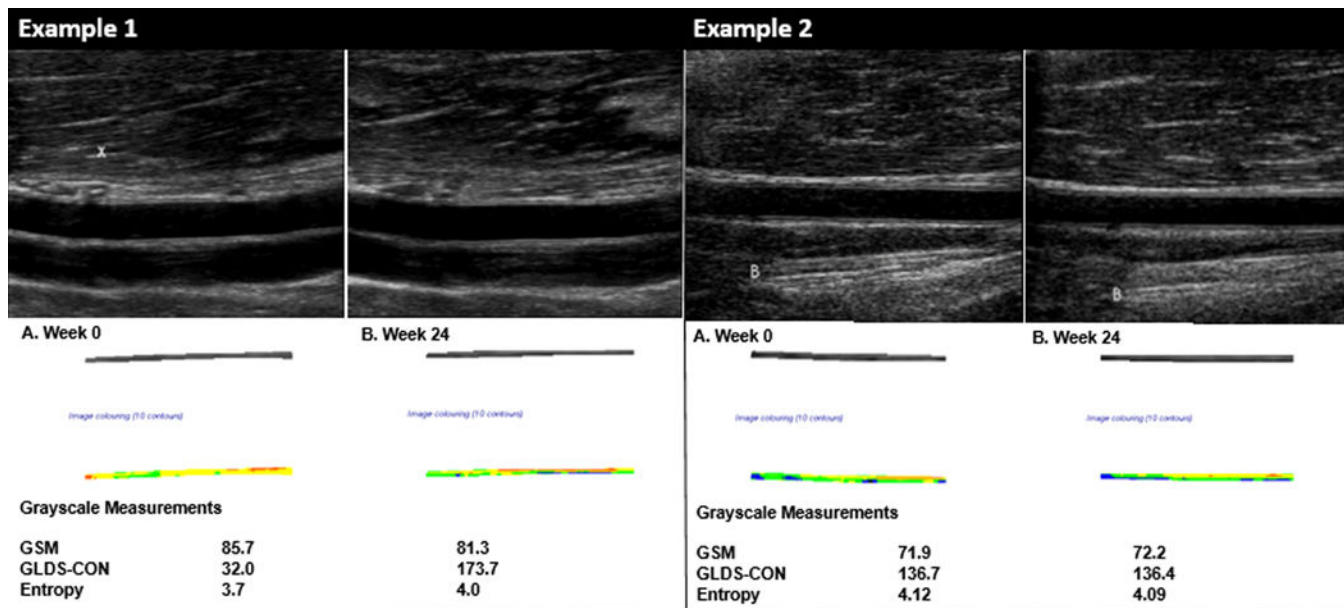 Example 1
X
A. Week 0
B. Week 24
Image colouring (10 contours)
Image colouring (10 contours)
Grayscale Measurements
GSM 85.7 81.3
GLDS-CON 32.0 173.7
Entropy 3.7 4.0
Example 2
B
B
A. Week 0
B. Week 24
Image colouring (10 contours)
Image colouring (10 contours)
Grayscale Measurements
GSM 71.9 72.2
GLDS-CON 136.7 136.4
Entropy 4.12 4.09